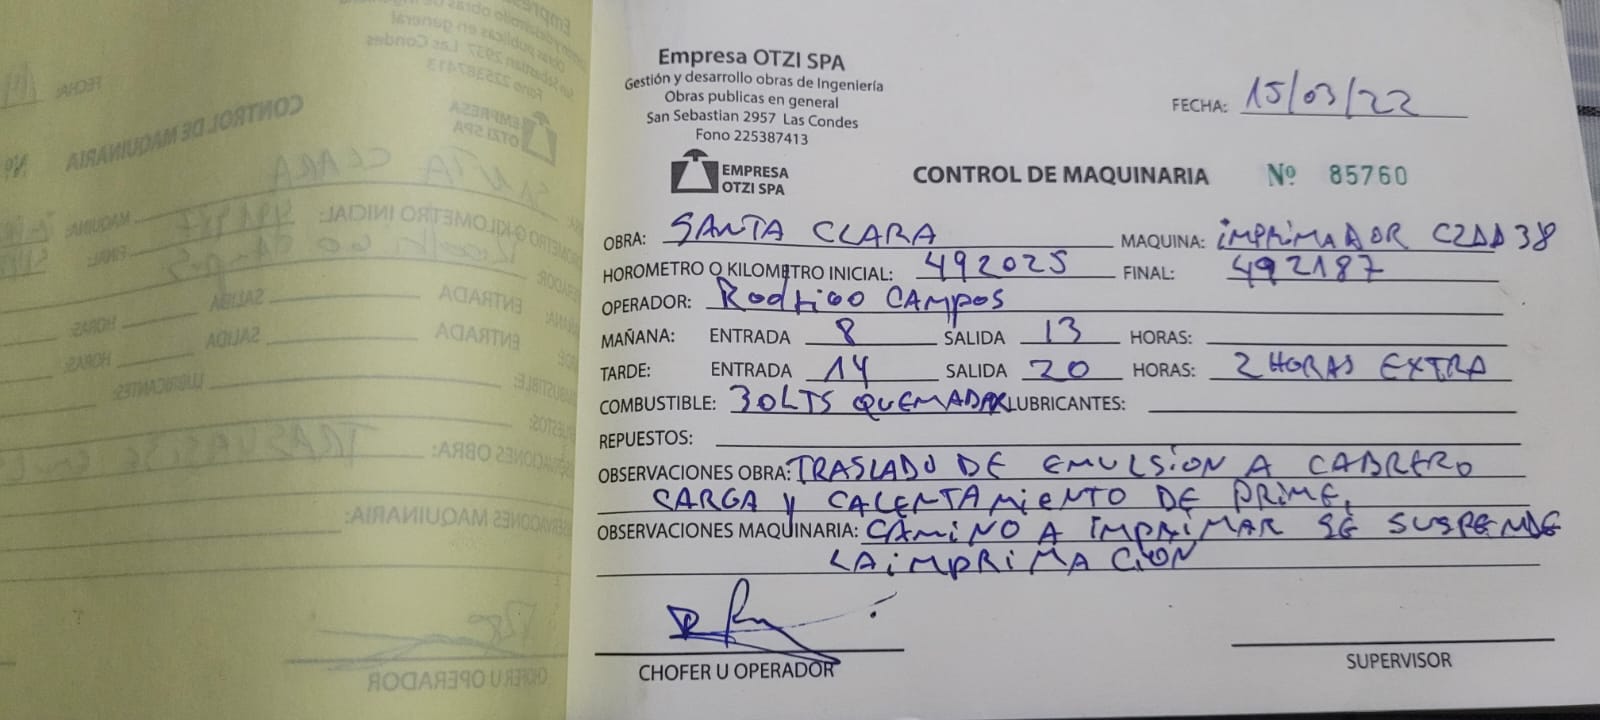 Empresa OTZI SPA
Gestión y desarrollo obras de Ingeniería
Obras publicas en general
San Sebastian 2957 Las Condes
Fono 225387413
FECHA: 15/03/22
EMPRESA
OTZI SPA
CONTROL DE MAQUINARIA Nº 85760
OBRA: SANTA CLARA MAQUINA: IMPRIMADOR CZDD38
HOROMETRO O KILOMETRO INICIAL: 492025 FINAL: 492187
OPERADOR: Rodrigo CAMPOS
MAÑANA: ENTRADA 8 SALIDA 13 HORAS:
TARDE: ENTRADA 14 SALIDA 20 HORAS: 2 HORAS EXTRA
COMBUSTIBLE: 30LTS LUBRICANTES:
REPUESTOS:
OBSERVACIONES OBRA: TRASLADO DE EMULSION A CABRERO
CARGA Y CALENTAMIENTO DE PRIME,
OBSERVACIONES MAQUINARIA: CAMINO A IMPRIMAR SE SUSPENDE
LA IMPRIMACION
CHOFER U OPERADOR
SUPERVISOR